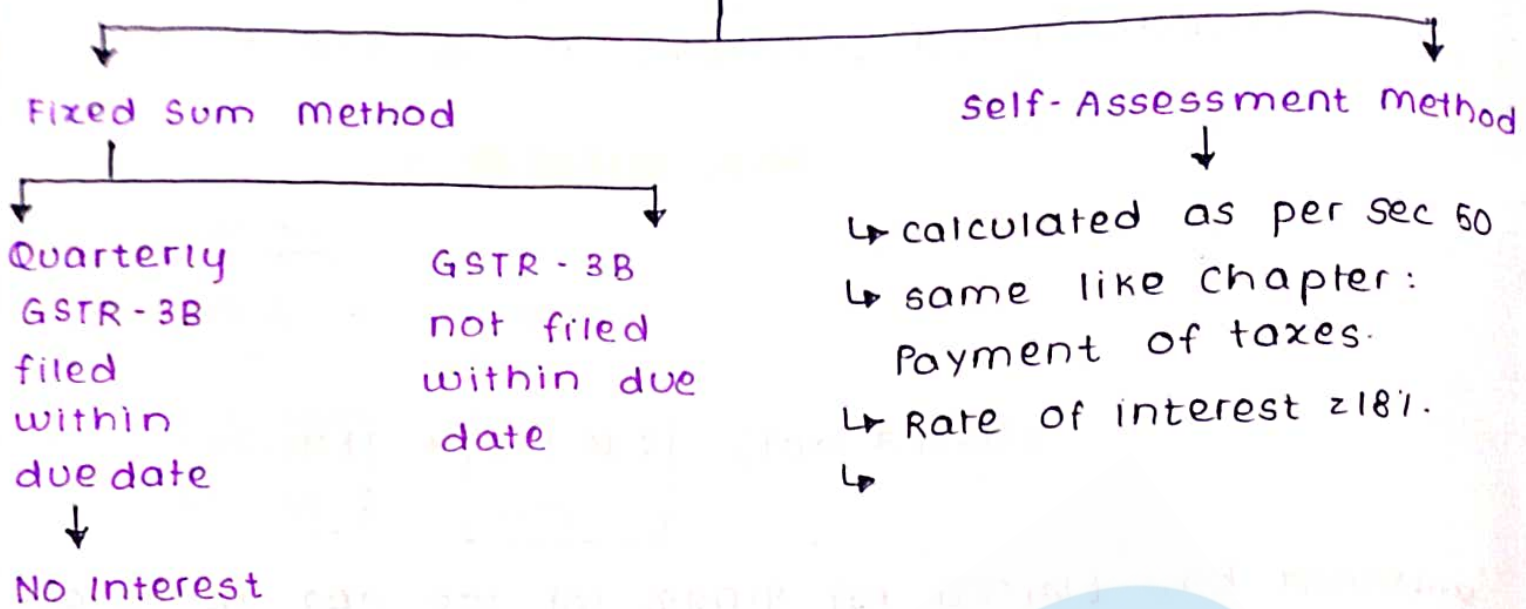 Fixed Sum method
Self-Assessment method
Quarterly
GSTR-3B
filed
within
due date
No Interest
GSTR-3B
not filed
within due
date
↳ calculated as per sec 50
↳ same like chapter:
Payment of taxes.
↳ Rate of interest = 18%.
↳